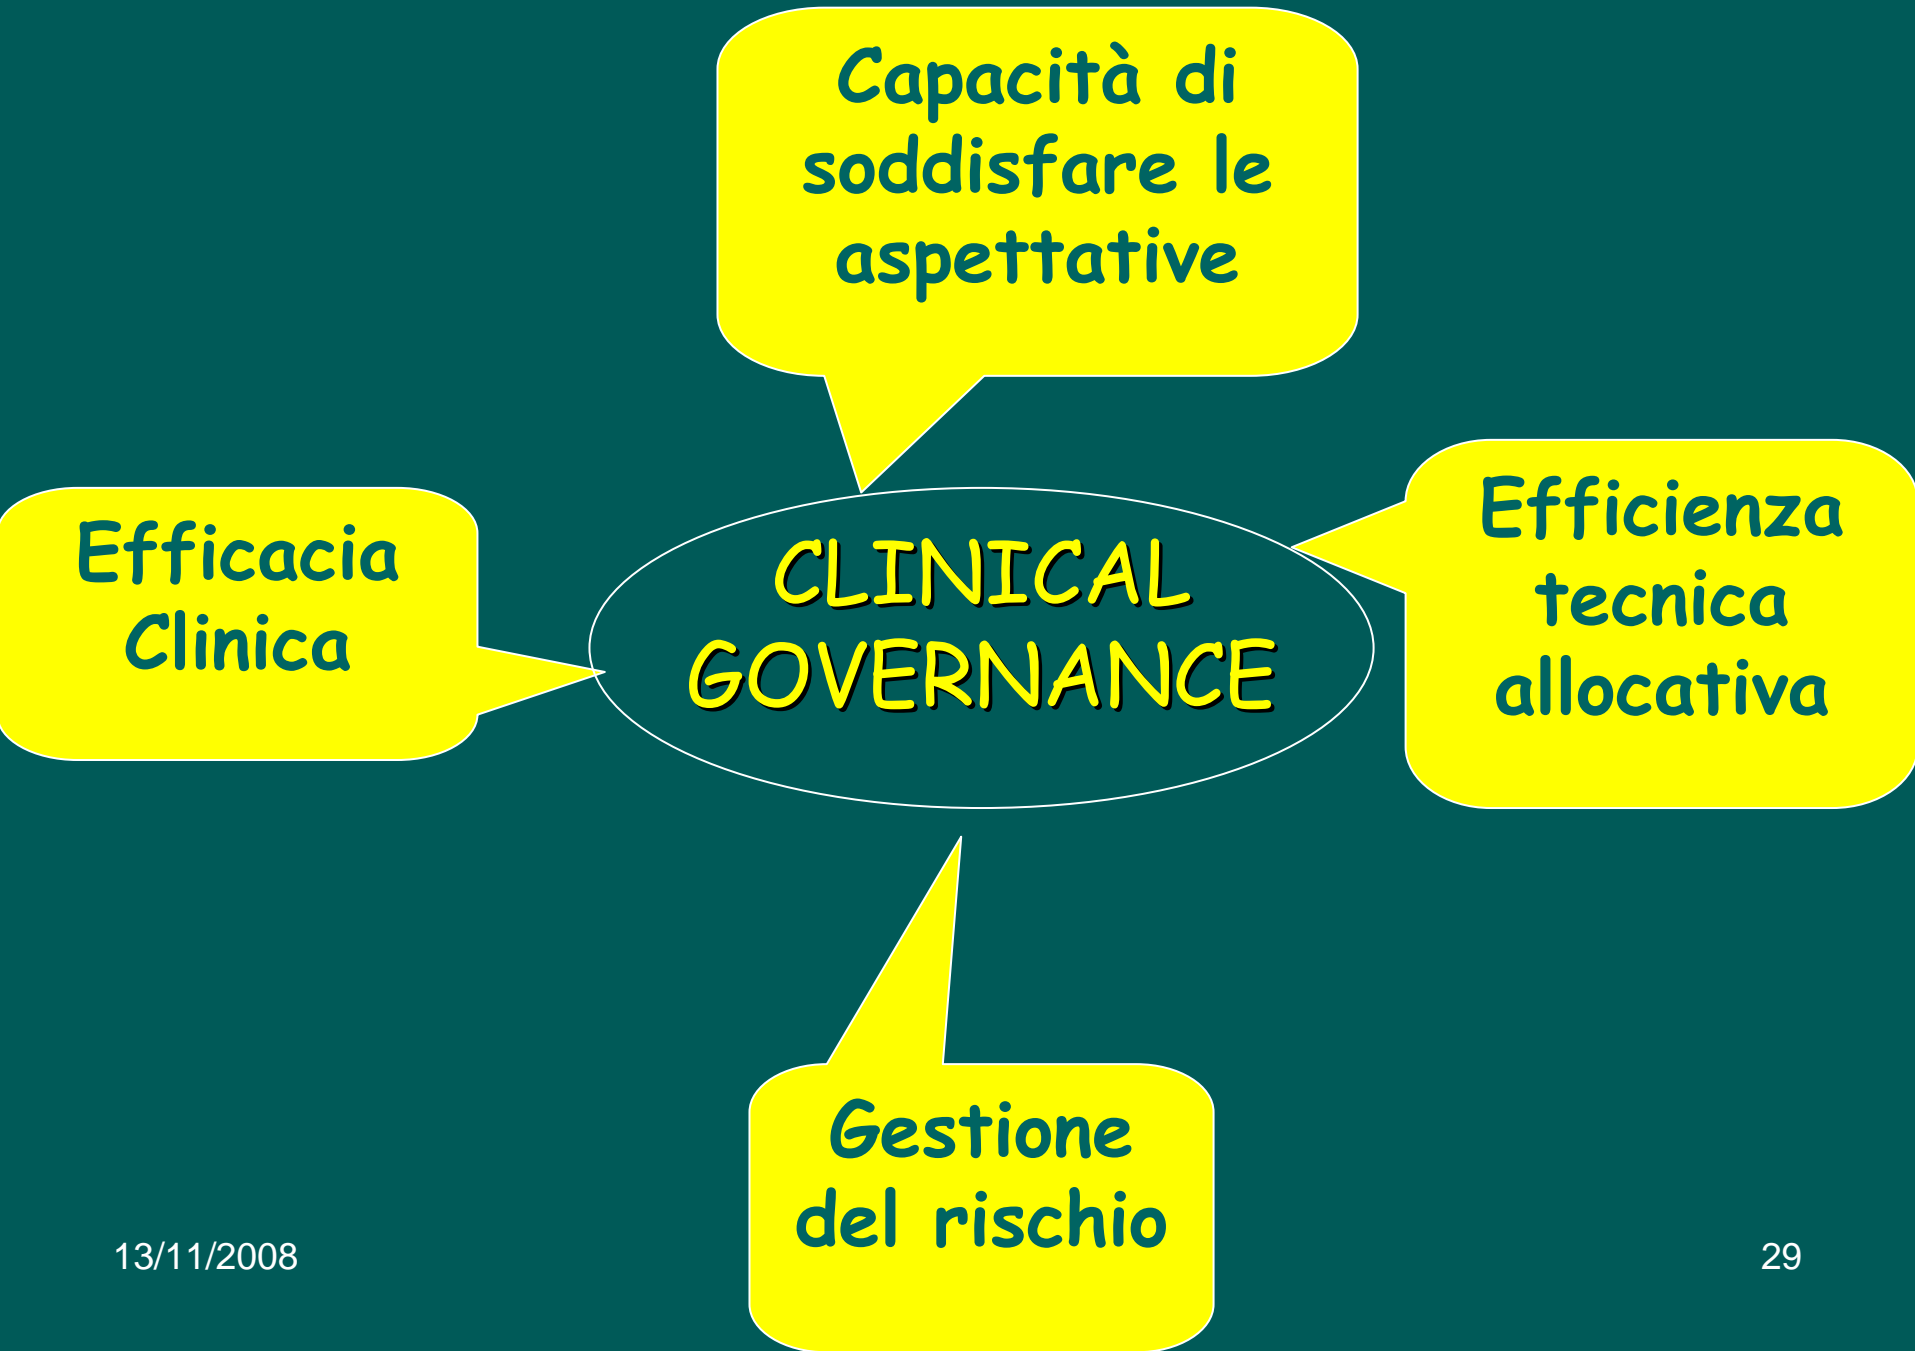 Capacità di
soddisfare le
aspettative
Efficacia
Clinica
CLINICAL
GOVERNANCE
Efficienza
tecnica
allocativa
Gestione
del rischio
13/11/2008
29